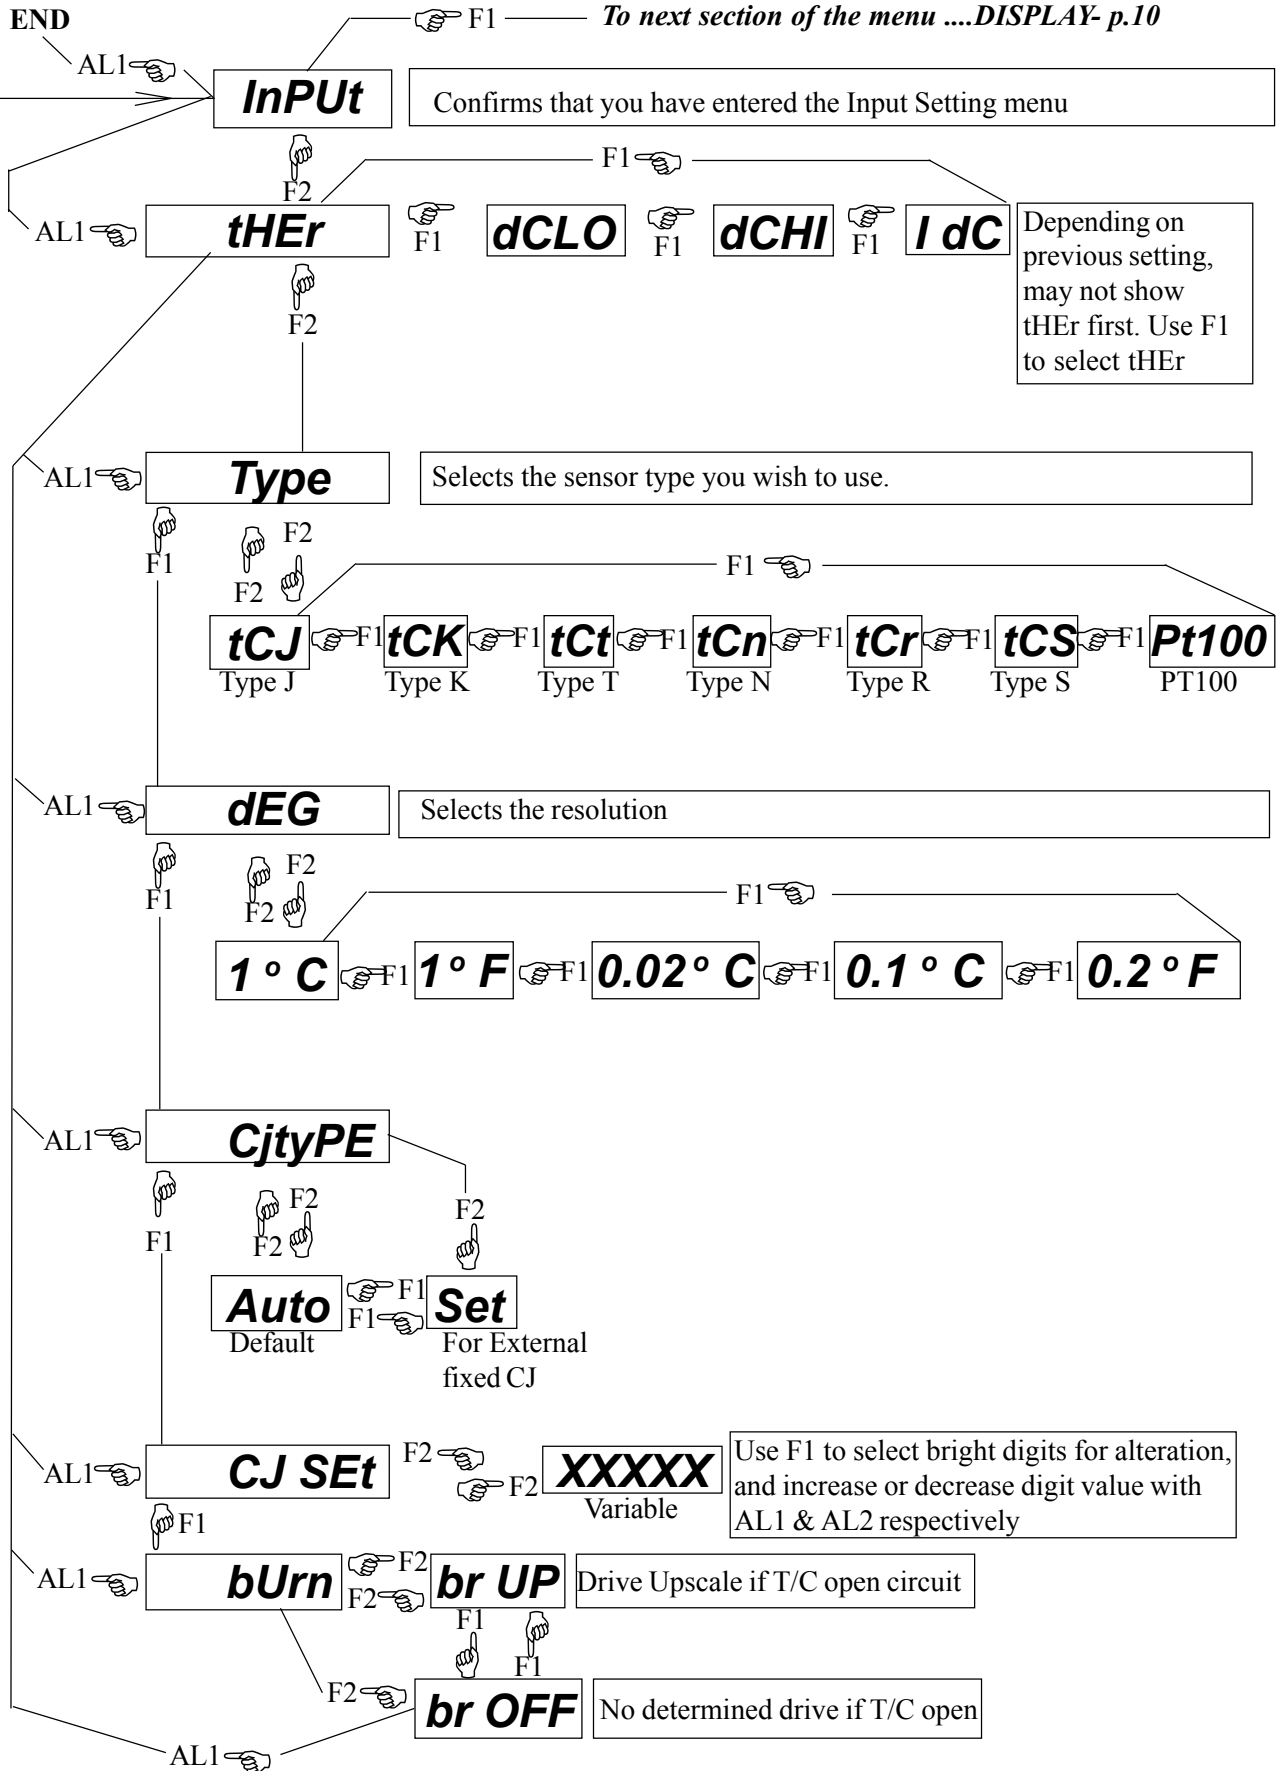 END
F1 To next section of the menu ....DISPLAY- p.10
AL1
InPUt
Confirms that you have entered the Input Setting menu
F2
F1
AL1
tHEr
F1
dCLO
F1
dCHI
F1
I dC
Depending on
previous setting,
may not show
tHEr first. Use F1
to select tHEr
F2
AL1
Type
Selects the sensor type you wish to use.
F1
F2
F2
F1
tCJ
F1
tCK
F1
tCt
F1
tCn
F1
tCr
F1
tCS
F1
Pt100
Type J
Type K
Type T
Type N
Type R
Type S
PT100
AL1
dEG
Selects the resolution
F1
F2
F2
F1
1 º C
F1
1 º F
F1
0.02º C
F1
0.1 º C
F1
0.2 º F
AL1
CjtyPE
F1
F2
F2
F2
Auto
F1
F1
Set
Default
For External
fixed CJ
AL1
CJ SEt
F2
F2
XXXXX
Variable
Use F1 to select bright digits for alteration,
and increase or decrease digit value with
AL1 & AL2 respectively
F1
AL1
bUrn
F2
F2
br UP
Drive Upscale if T/C open circuit
F1
F1
F2
br OFF
No determined drive if T/C open
AL1